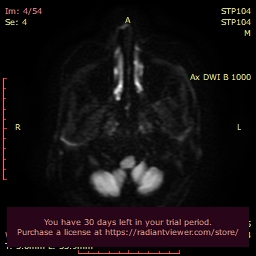 Im: 4/54
Se: 4
STP104
STP104
M
A
Ax DWI B 1000
R
L
You have 30 days left in your trial period.
Purchase a license at https://radiantviewer.com/store/